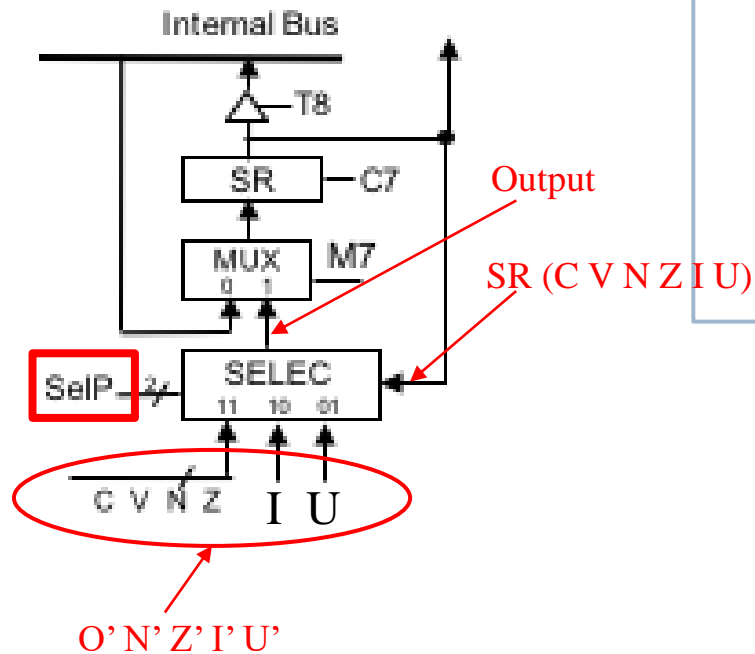 Internal Bus
T8
SR
C7
Output
MUX
M7
0 1
SR (C V N Z I U)
SELEC
SelP
2
11 10 01
C V N Z I U
O’ N’ Z’ I’ U’